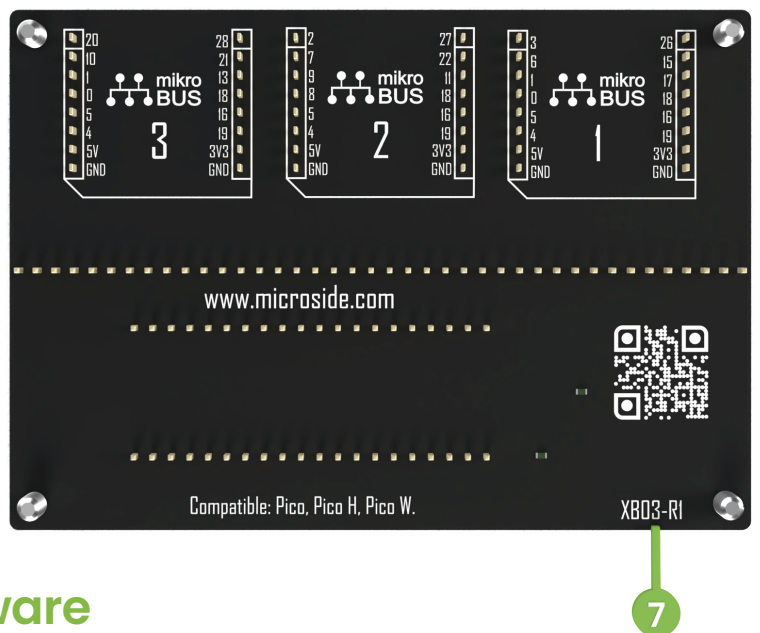 20 28 2 27 3 26
10 21 7 22 6 15
1 13 9 11 1 17
0 18 8 18 0 18
5 16 5 16 5 16
4 19 4 19 4 19
5V 3V3 5V 3V3 5V 3V3
GND GND GND GND GND GND
mikro BUS
3
mikro BUS
2
mikro BUS
1
www.microside.com
Compatible: Pico, Pico H, Pico W.
XB03-R1
7
ware